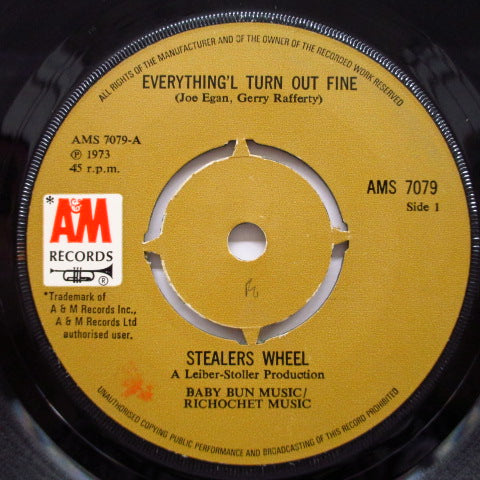 ALL RIGHTS OF THE MANUFACTURER AND OF THE OWNER OF THE RECORDED WORK RESERVED
EVERYTHING'L TURN OUT FINE
(Joe Egan, Gerry Rafferty)
AMS 7079-A
℗ 1973
45 r.p.m.
AMS 7079
Side 1
* A&M
RECORDS
®
*Trademark of
A & M Records Inc.,
A & M Records Ltd
authorised user.
STEALERS WHEEL
A Leiber-Stoller Production
BABY BUN MUSIC/
RICHOCHET MUSIC
UNAUTHORISED COPYING PUBLIC PERFORMANCE AND BROADCASTING OF THIS RECORD PROHIBITED